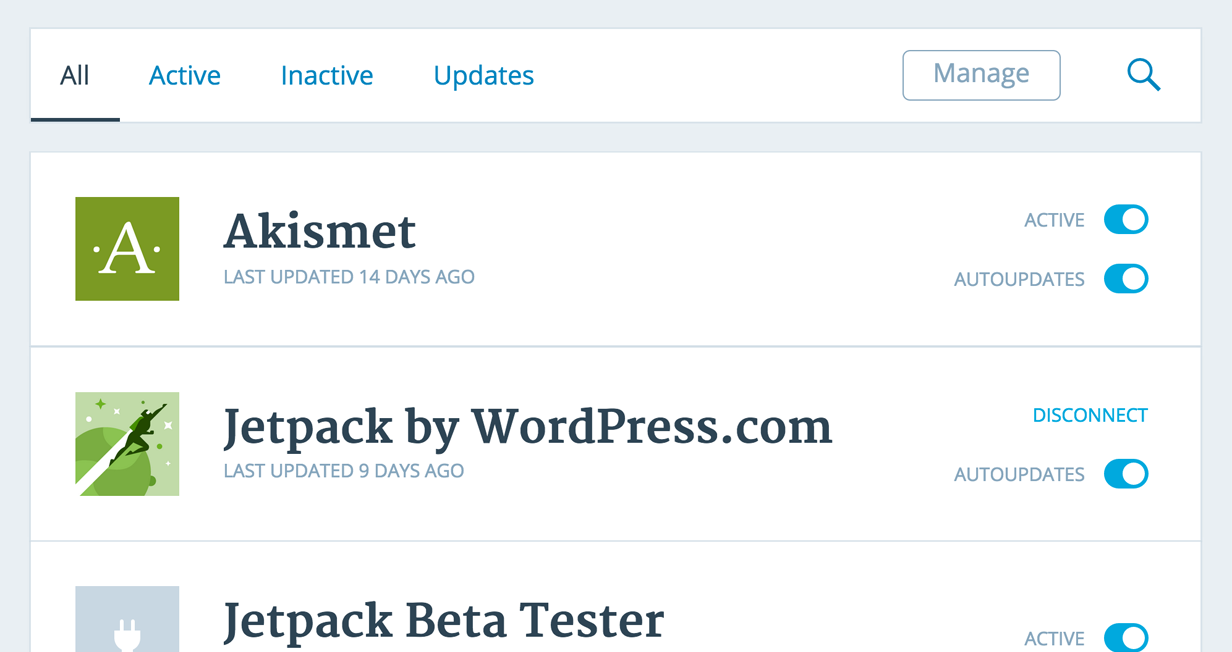 All Active Inactive Updates Manage
·A·
Akismet
LAST UPDATED 14 DAYS AGO
ACTIVE
AUTOUPDATES
Jetpack by WordPress.com
LAST UPDATED 9 DAYS AGO
DISCONNECT
AUTOUPDATES
Jetpack Beta Tester
ACTIVE